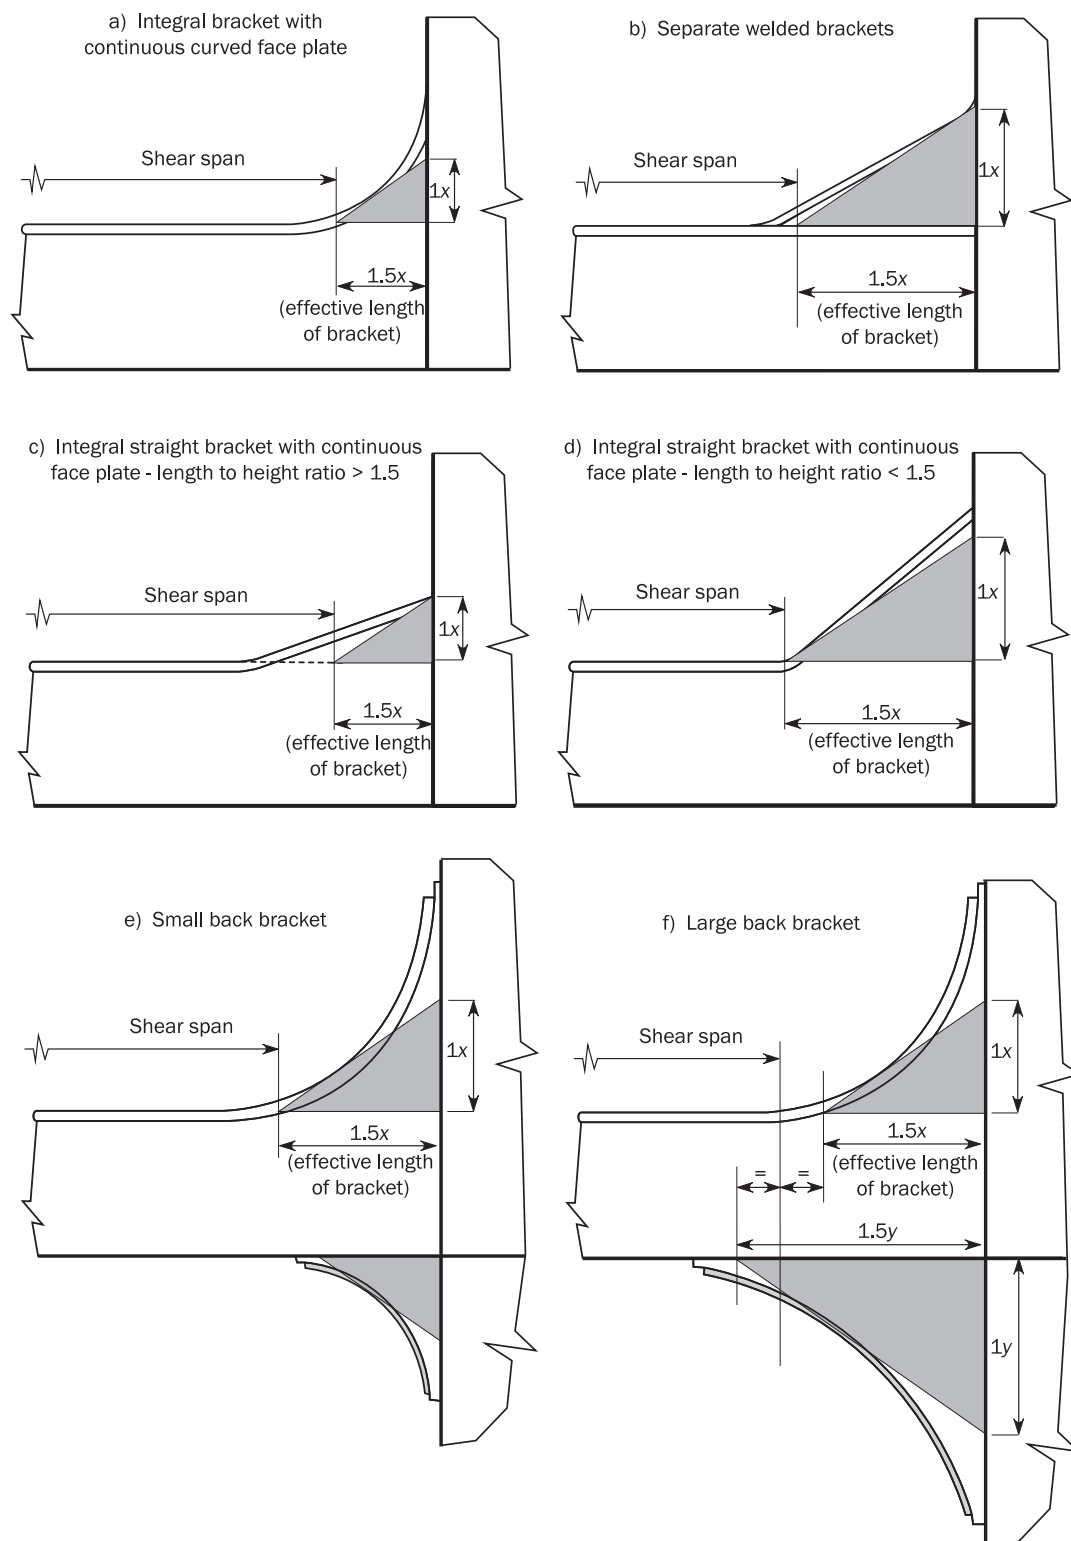 a) Integral bracket with
continuous curved face plate
Shear span
1x
1.5x
(effective length
of bracket)
b) Separate welded brackets
Shear span
1x
1.5x
(effective length
of bracket)
c) Integral straight bracket with continuous
face plate - length to height ratio > 1.5
Shear span
1x
1.5x
(effective length
of bracket)
d) Integral straight bracket with continuous
face plate - length to height ratio < 1.5
Shear span
1x
1.5x
(effective length
of bracket)
e) Small back bracket
Shear span
1x
1.5x
(effective length
of bracket)
f) Large back bracket
Shear span
1x
1.5x
(effective length
of bracket)
= =
1.5y
1y